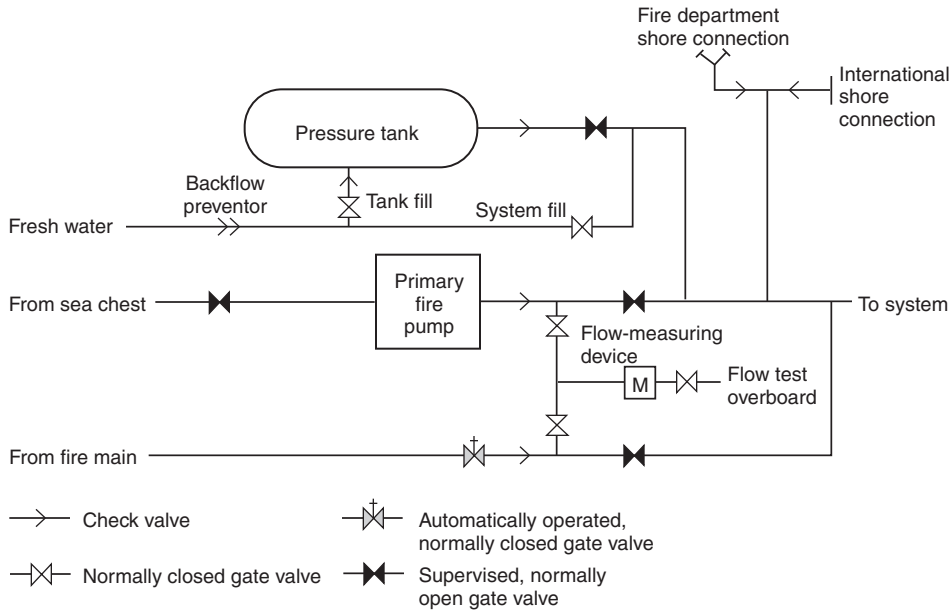 Fire department
shore connection
International
shore
connection
Pressure tank
Backflow
preventor
Tank fill
System fill
Fresh water
Primary
fire
pump
From sea chest
To system
Flow-measuring
device
M
Flow test
overboard
From fire main
Check valve
Automatically operated,
normally closed gate valve
Normally closed gate valve
Supervised, normally
open gate valve